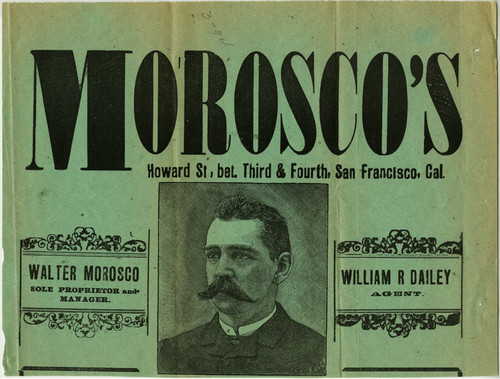 MOROSCO'S
Howard St, bet. Third & Fourth, San Francisco, Cal.
WALTER MOROSCO
SOLE PROPRIETOR and
MANAGER.
WILLIAM R DAILEY
AGENT.